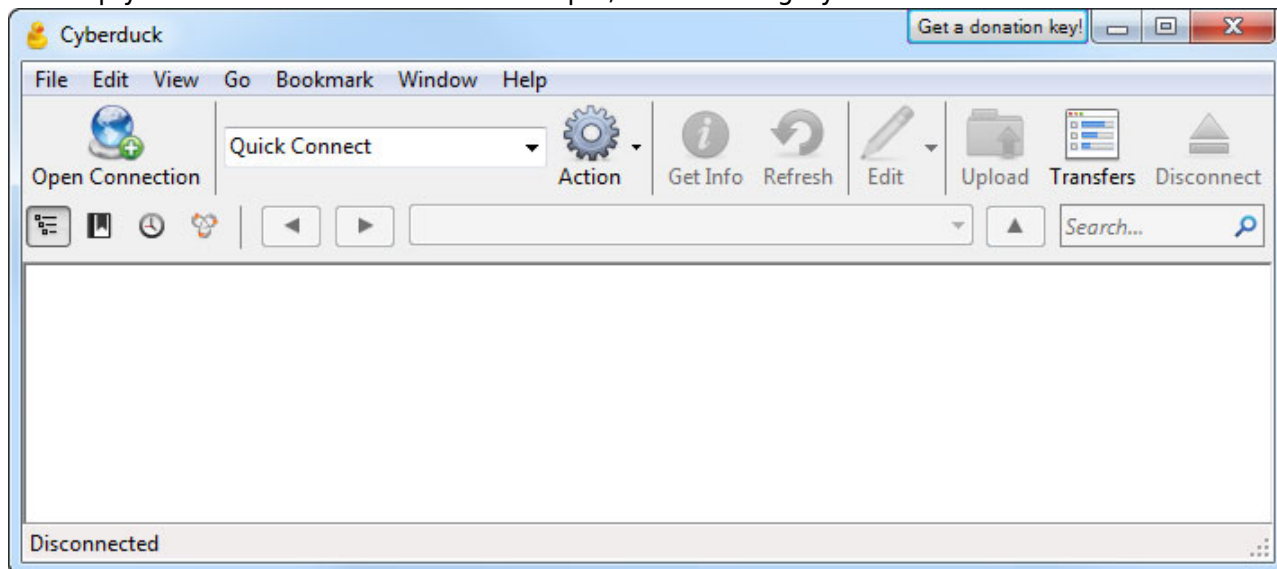 Cyberduck Get a donation key!
File Edit View Go Bookmark Window Help
Quick Connect
Open Connection Action Get Info Refresh Edit Upload Transfers Disconnect
Search...
Disconnected